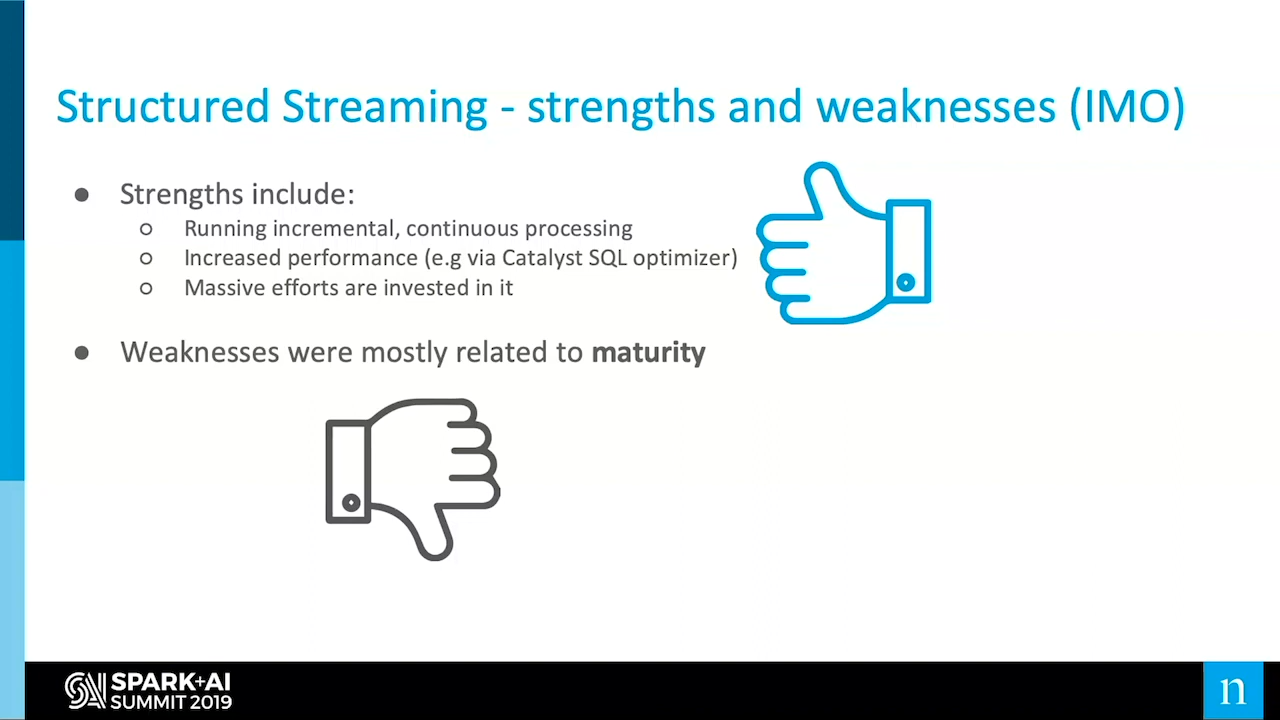 Structured Streaming - strengths and weaknesses (IMO)
● Strengths include:
○ Running incremental, continuous processing
○ Increased performance (e.g via Catalyst SQL optimizer)
○ Massive efforts are invested in it
● Weaknesses were mostly related to maturity
SPARK+AI
SUMMIT 2019
n